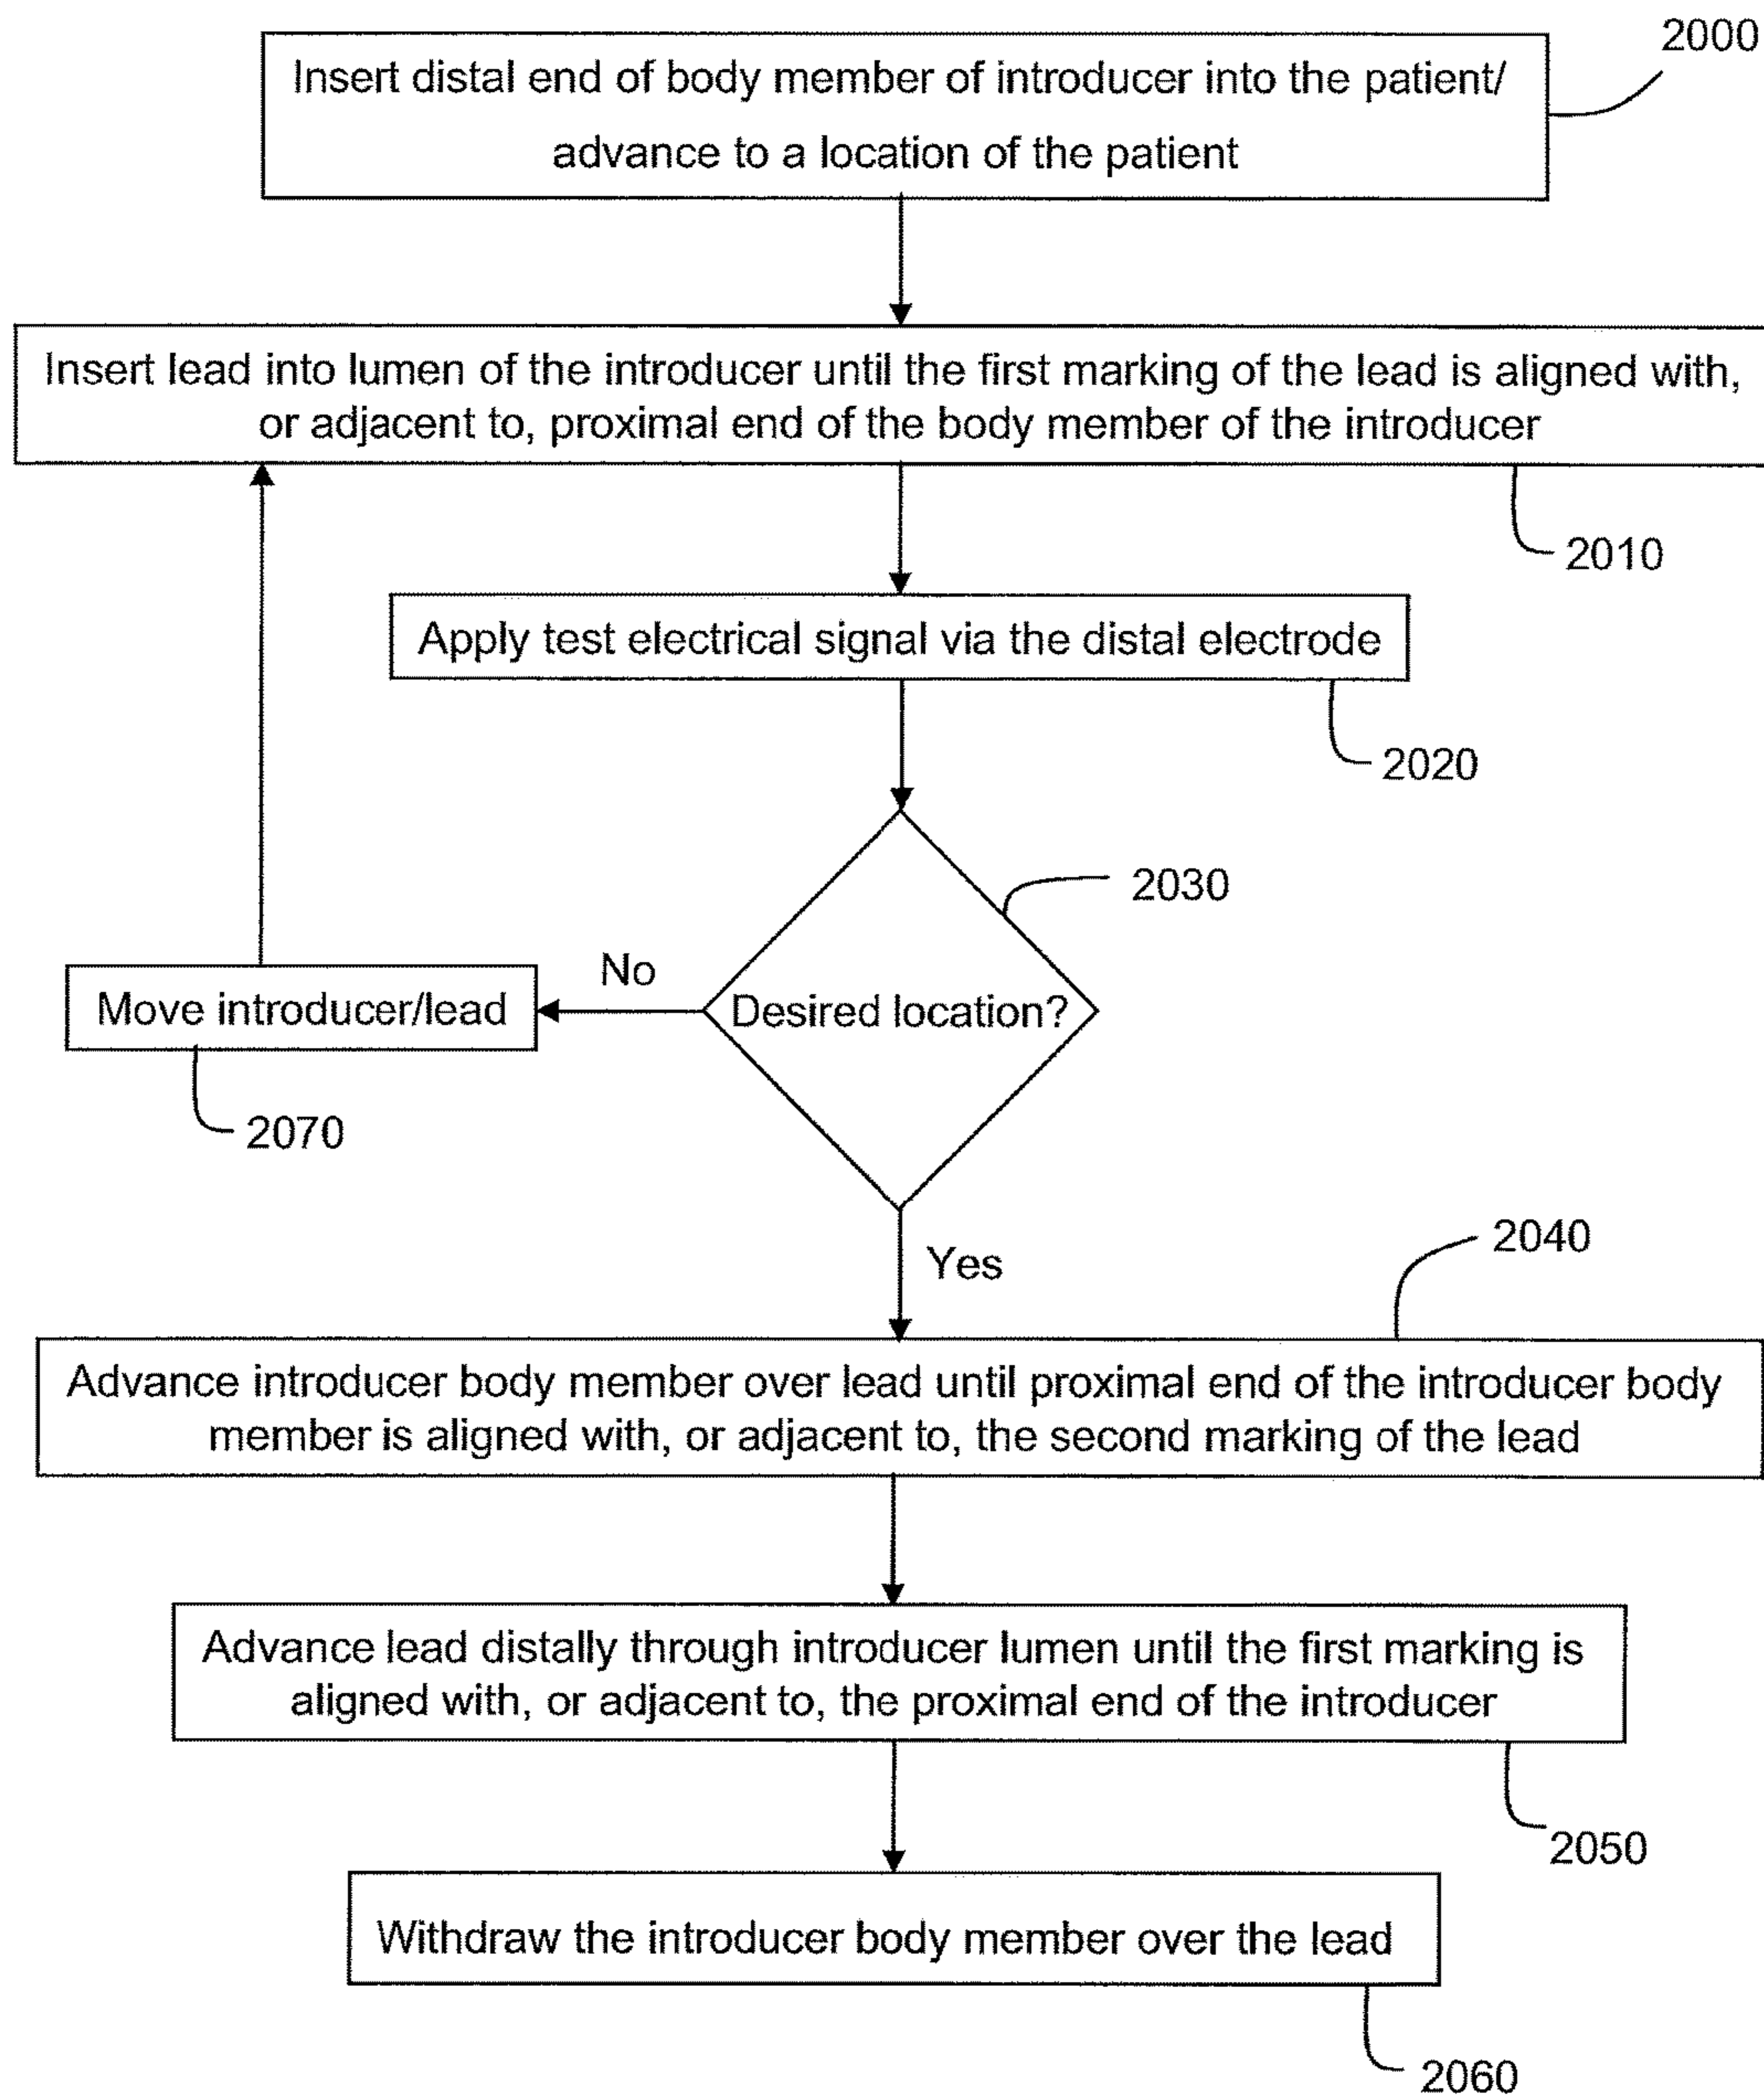 2000
Insert distal end of body member of introducer into the patient/
advance to a location of the patient
Insert lead into lumen of the introducer until the first marking of the lead is aligned with,
or adjacent to, proximal end of the body member of the introducer
2010
Apply test electrical signal via the distal electrode
2020
2030
No
Desired location?
Move introducer/lead
2070
Yes
2040
Advance introducer body member over lead until proximal end of the introducer body
member is aligned with, or adjacent to, the second marking of the lead
Advance lead distally through introducer lumen until the first marking is
aligned with, or adjacent to, the proximal end of the introducer
2050
Withdraw the introducer body member over the lead
2060